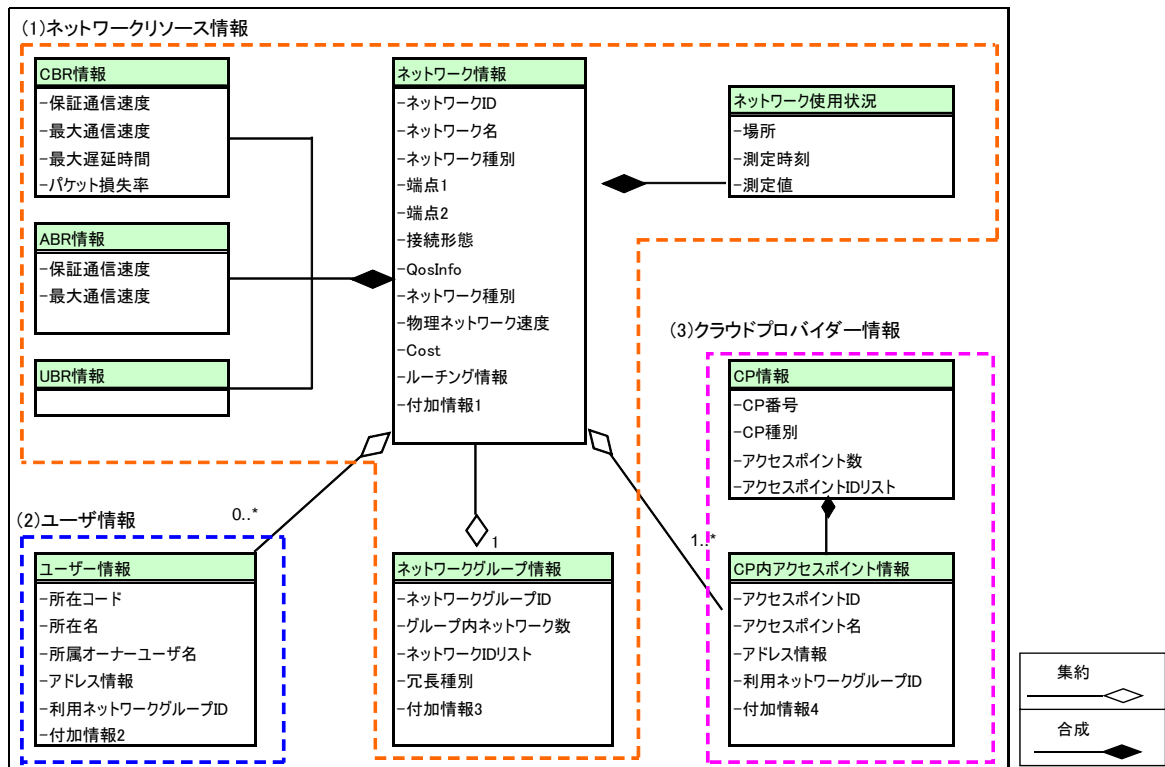 (1)ネットワークリソース情報
CBR情報
-保証通信速度
-最大通信速度
-最大遅延時間
-パケット損失率
ABR情報
-保証通信速度
-最大通信速度
UBR情報
ネットワーク情報
-ネットワークID
-ネットワーク名
-ネットワーク種別
-端点1
-端点2
-接続形態
-QosInfo
-ネットワーク種別
-物理ネットワーク速度
-Cost
-ルーチング情報
-付加情報1
ネットワーク使用状況
-場所
-測定時刻
-測定値
(3)クラウドプロバイダー情報
CP情報
-CP番号
-CP種別
-アクセスポイント数
-アクセスポイントIDリスト
(2)ユーザ情報
0..*
1
1..*
ユーザー情報
-所在コード
-所在名
-所属オーナーユーザ名
-アドレス情報
-利用ネットワークグループID
-付加情報2
ネットワークグループ情報
-ネットワークグループID
-グループ内ネットワーク数
-ネットワークIDリスト
-冗長種別
-付加情報3
CP内アクセスポイント情報
-アクセスポイントID
-アクセスポイント名
-アドレス情報
-利用ネットワークグループID
-付加情報4
集約
合成